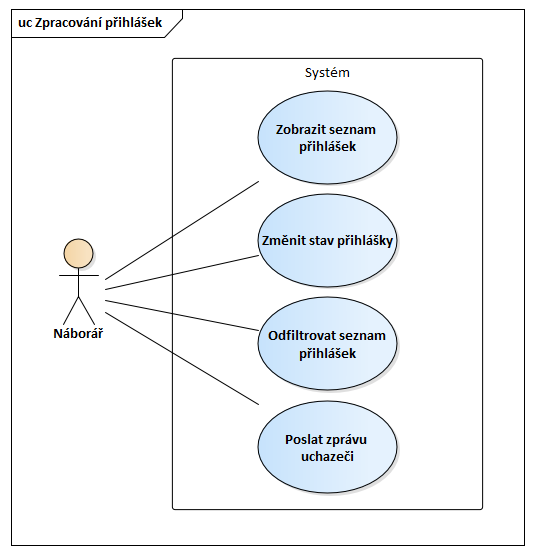 uc Zpracování přihlášek
Systém
Zobrazit seznam
přihlášek
Změnit stav přihlášky
Odfiltrovat seznam
přihlášek
Poslat zprávu
uchazeči
Náborář